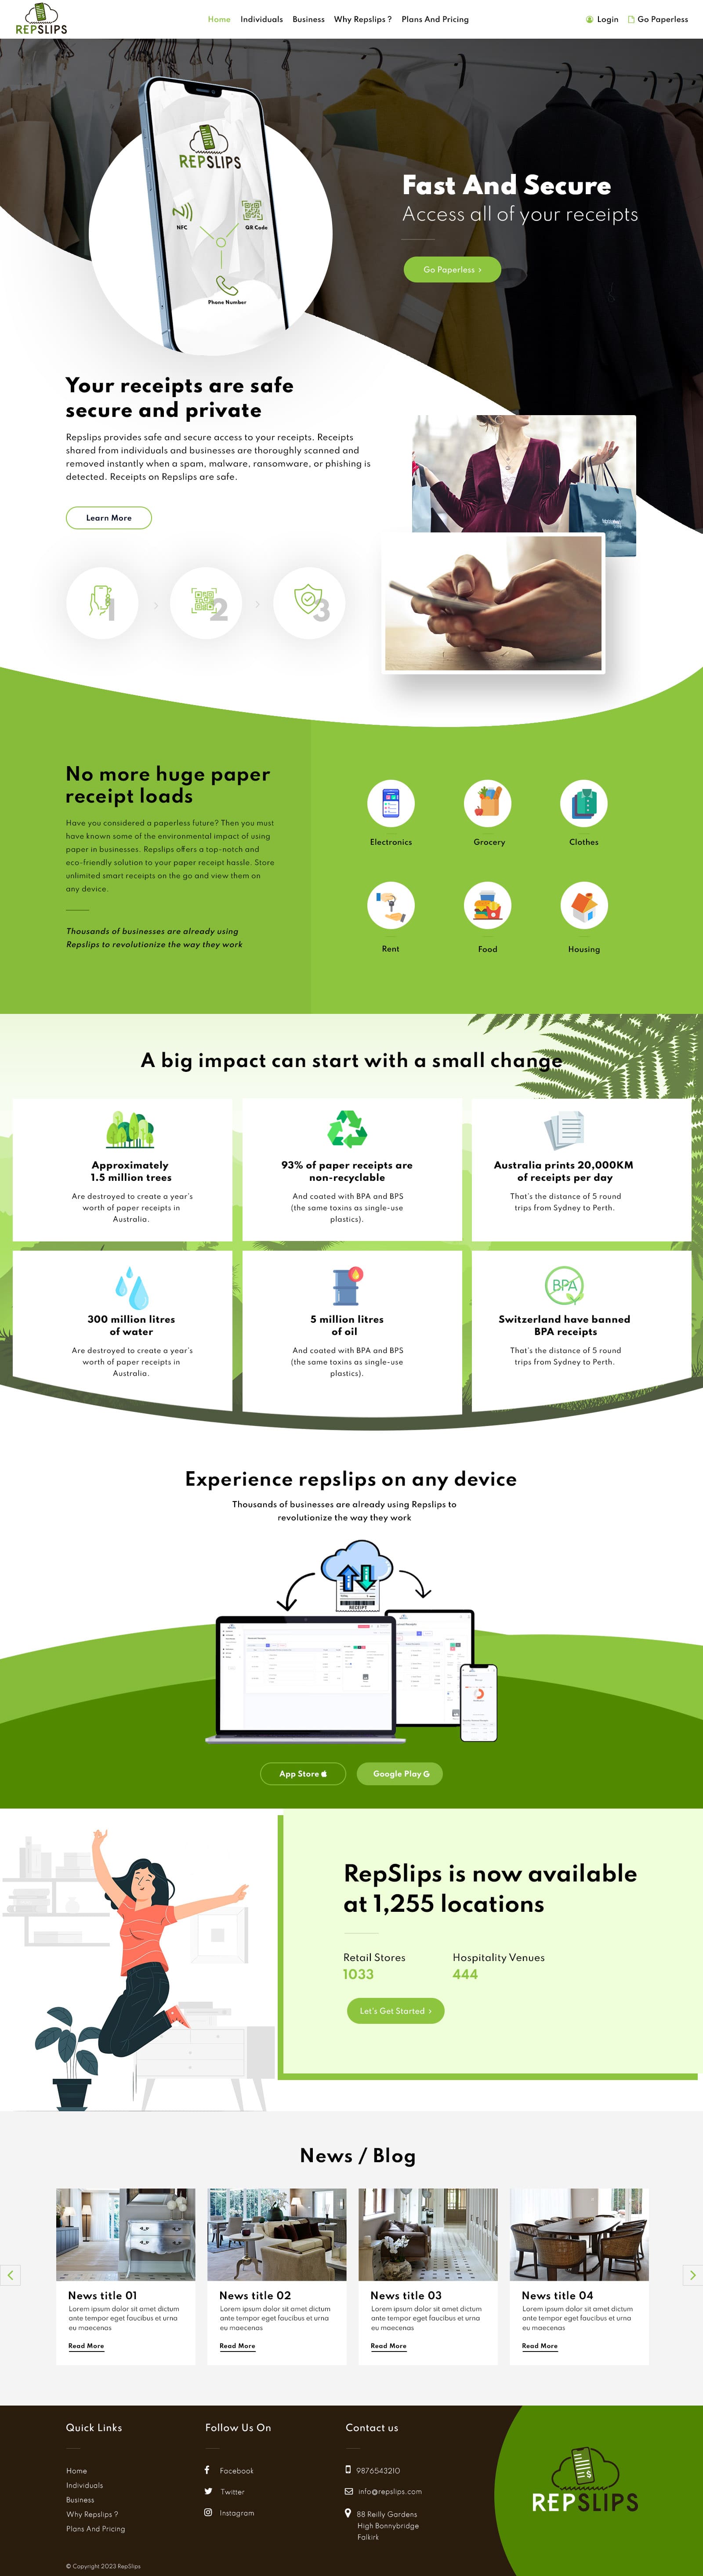 REPSLIPS
Home Individuals Business Why Repslips ? Plans And Pricing
Login Go Paperless
REPSLIPS
NFC
QR Code
Phone Number
Fast And Secure
Access all of your receipts
Go Paperless >
Your receipts are safe
secure and private
Repslips provides safe and secure access to your receipts. Receipts
shared from individuals and businesses are thoroughly scanned and
removed instantly when a spam, malware, ransomware, or phishing is
detected. Receipts on Repslips are safe.
Learn More
1 > 2 > 3
No more huge paper
receipt loads
Have you considered a paperless future? Then you must
have known some of the environmental impact of using
paper in businesses. Repslips offers a top-notch and
eco-friendly solution to your paper receipt hassle. Store
unlimited smart receipts on the go and view them on
any device.
Thousands of businesses are already using
Repslips to revolutionize the way they work
Electronics
Grocery
Clothes
Rent
Food
Housing
A big impact can start with a small change
Approximately
1.5 million trees
Are destroyed to create a year's
worth of paper receipts in
Australia.
93% of paper receipts are
non-recyclable
And coated with BPA and BPS
(the same toxins as single-use
plastics).
Australia prints 20,000KM
of receipts per day
That's the distance of 5 round
trips from Sydney to Perth.
300 million litres
of water
Are destroyed to create a year's
worth of paper receipts in
Australia.
5 million litres
of oil
And coated with BPA and BPS
(the same toxins as single-use
plastics).
BPA
Switzerland have banned
BPA receipts
That's the distance of 5 round
trips from Sydney to Perth.
Experience repslips on any device
Thousands of businesses are already using Repslips to
revolutionize the way they work
RECEIPT
App Store
Google Play G
RepSlips is now available
at 1,255 locations
Retail Stores
1033
Hospitality Venues
444
Let's Get Started >
News / Blog
News title 01
Lorem ipsum dolor sit amet dictum
ante tempor eget faucibus et urna
eu maecenas
Read More
News title 02
Lorem ipsum dolor sit amet dictum
ante tempor eget faucibus et urna
eu maecenas
Read More
News title 03
Lorem ipsum dolor sit amet dictum
ante tempor eget faucibus et urna
eu maecenas
Read More
News title 04
Lorem ipsum dolor sit amet dictum
ante tempor eget faucibus et urna
eu maecenas
Read More
Quick Links
Home
Individuals
Business
Why Repslips ?
Plans And Pricing
Follow Us On
Facebook
Twitter
Instagram
Contact us
9876543210
info@repslips.com
88 Reilly Gardens
High Bonnybridge
Falkirk
REPSLIPS
© Copyright 2023 RepSlips